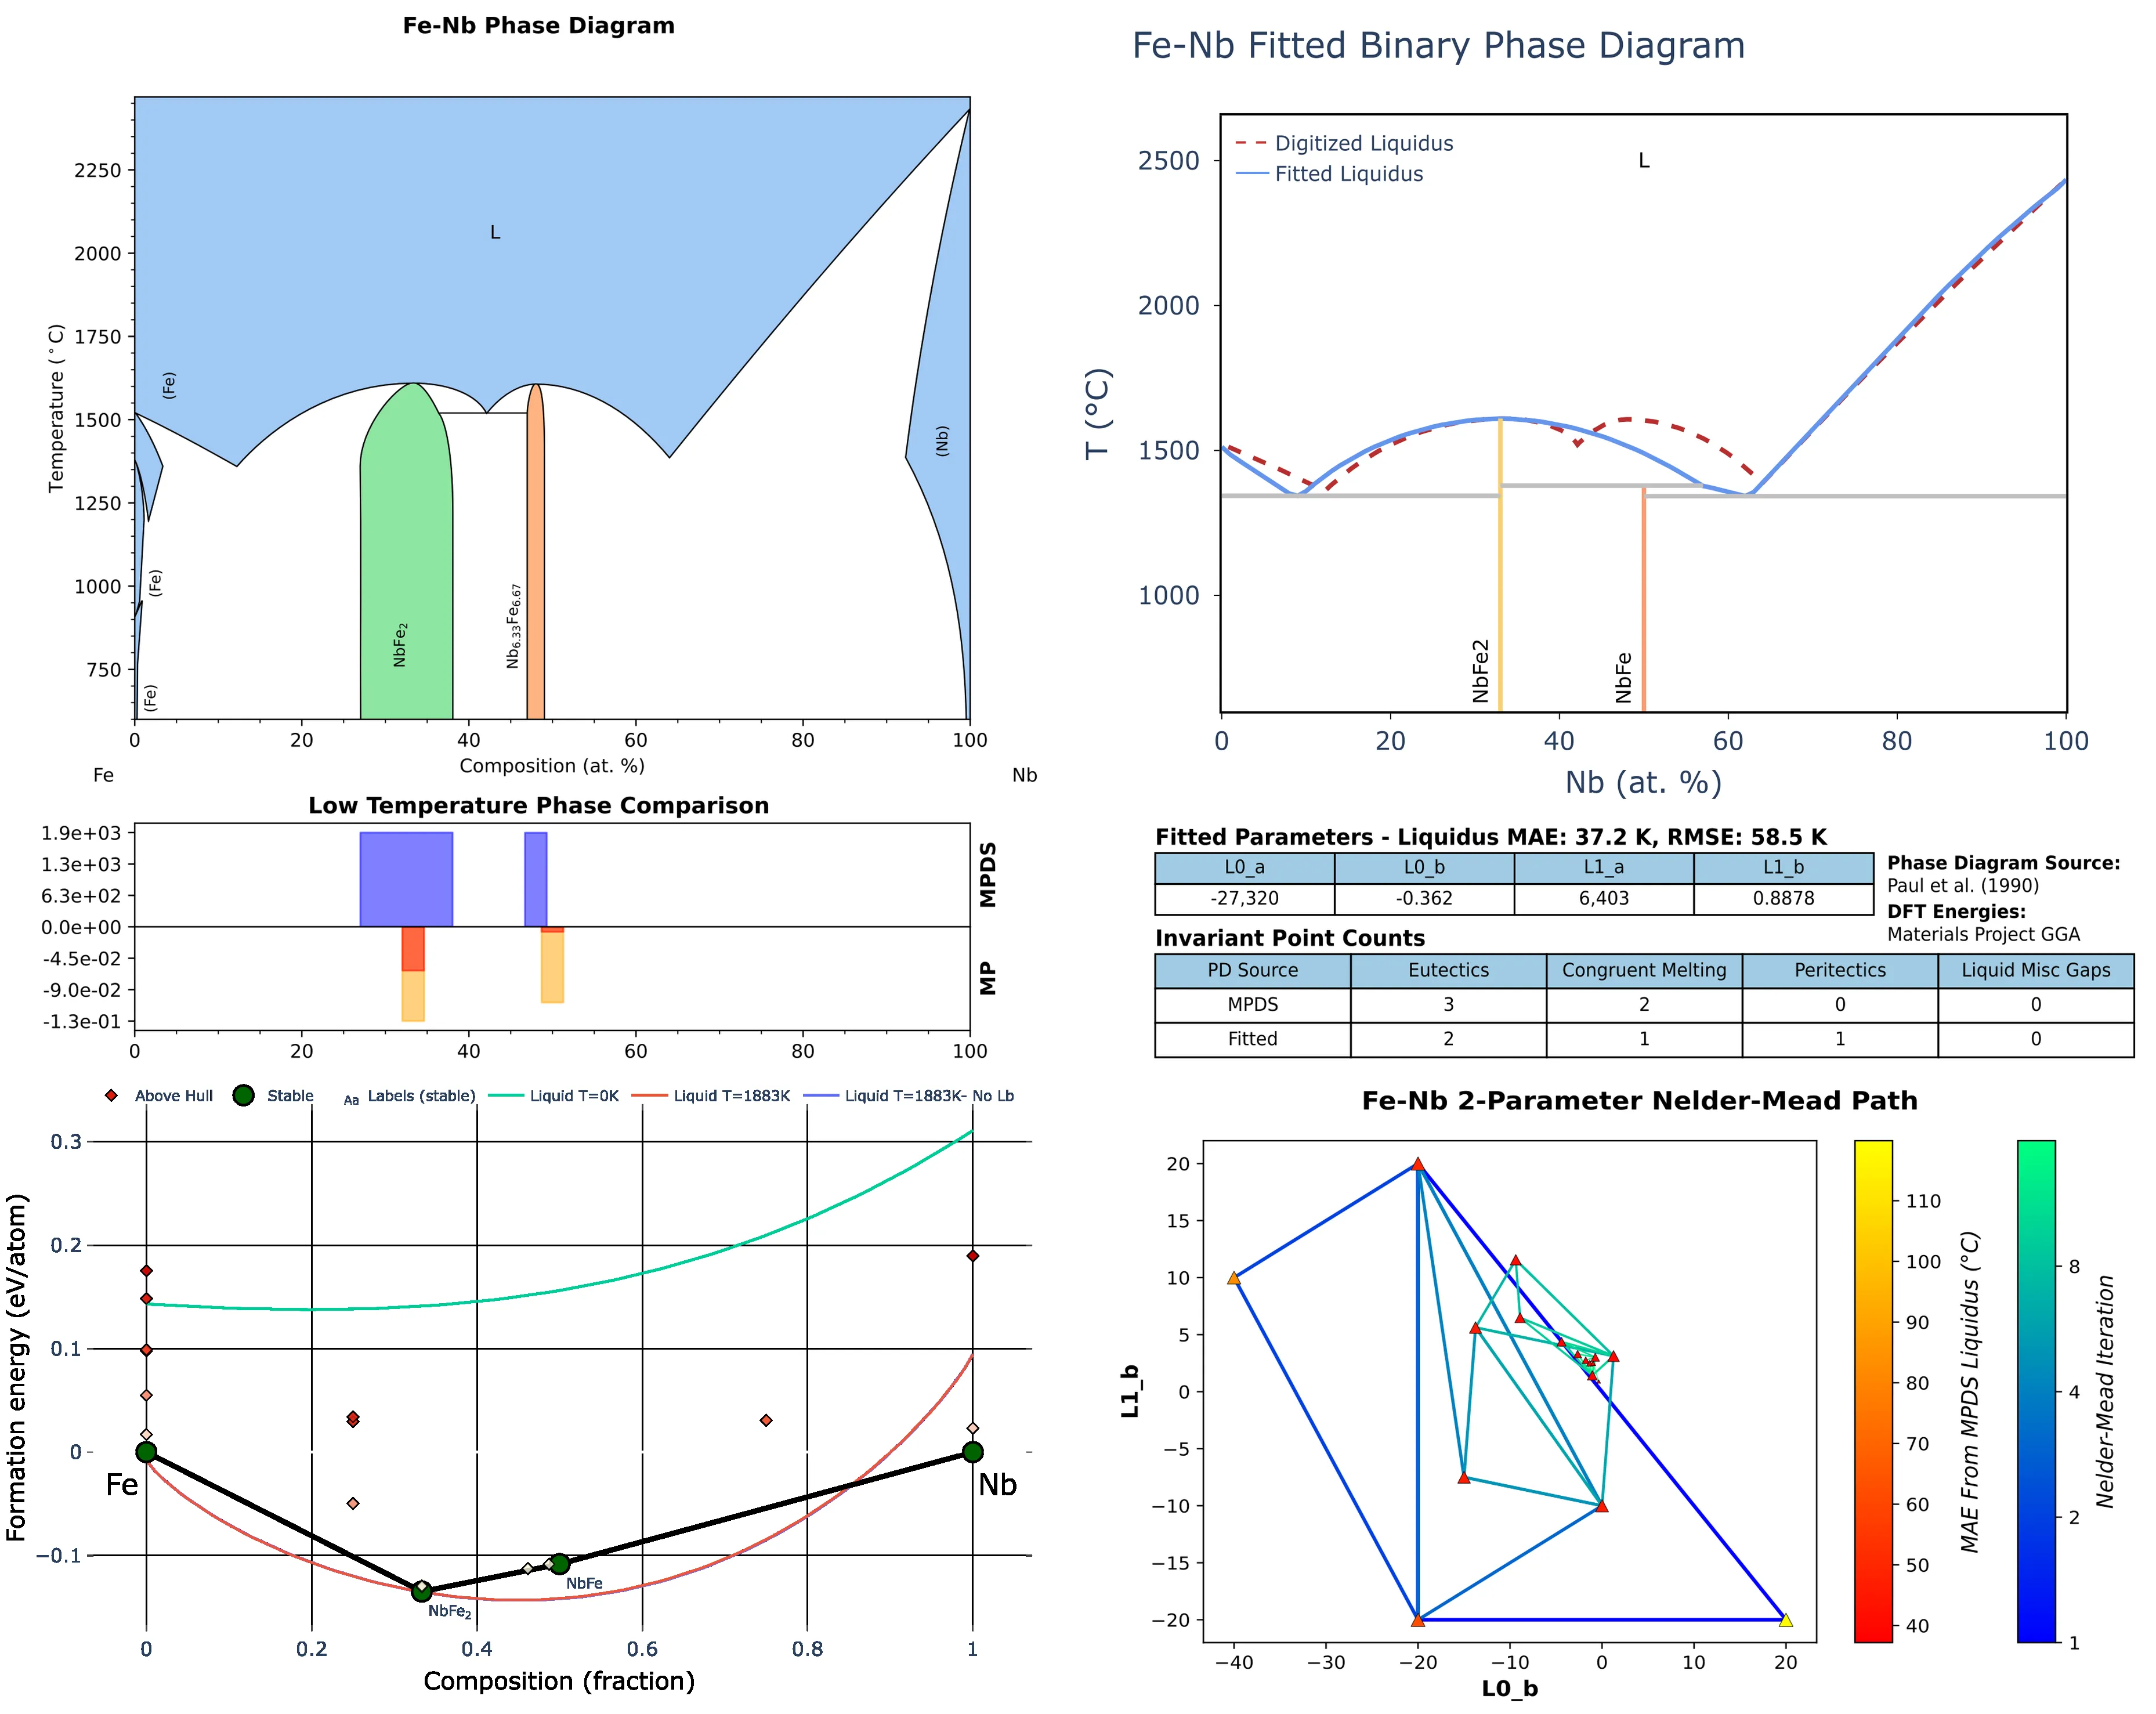 Fe-Nb Phase Diagram
2250
2000
1750
1500
1250
1000
750
Temperature (°C)
L
(Fe)
(Fe)
(Fe)
NbFe2
Nb6.33Fe6.67
(Nb)
0 20 40 60 80 100
Composition (at. %)
Fe Nb
Fe-Nb Fitted Binary Phase Diagram
Digitized Liquidus
Fitted Liquidus
L
2500
2000
1500
1000
T (°C)
NbFe2
NbFe
0 20 40 60 80 100
Nb (at. %)
Low Temperature Phase Comparison
1.9e+03
1.3e+03
6.3e+02
0.0e+00
-4.5e-02
-9.0e-02
-1.3e-01
MPDS
MP
0 20 40 60 80 100
Fitted Parameters - Liquidus MAE: 37.2 K, RMSE: 58.5 K
L0_a L0_b L1_a L1_b
-27,320 -0.362 6,403 0.8878
Phase Diagram Source:
Paul et al. (1990)
DFT Energies:
Materials Project GGA
Invariant Point Counts
PD Source Eutectics Congruent Melting Peritectics Liquid Misc Gaps
MPDS 3 2 0 0
Fitted 2 1 1 0
Above Hull Stable Aa Labels (stable) Liquid T=0K Liquid T=1883K Liquid T=1883K- No Lb
0.3
0.2
0.1
0
−0.1
Formation energy (eV/atom)
Fe
Nb
NbFe
NbFe2
0 0.2 0.4 0.6 0.8 1
Composition (fraction)
Fe-Nb 2-Parameter Nelder-Mead Path
20
15
10
5
0
−5
−10
−15
−20
L1_b
−40 −30 −20 −10 0 10 20
L0_b
110
100
90
80
70
60
50
40
MAE From MPDS Liquidus (°C)
8
4
2
1
Nelder-Mead Iteration